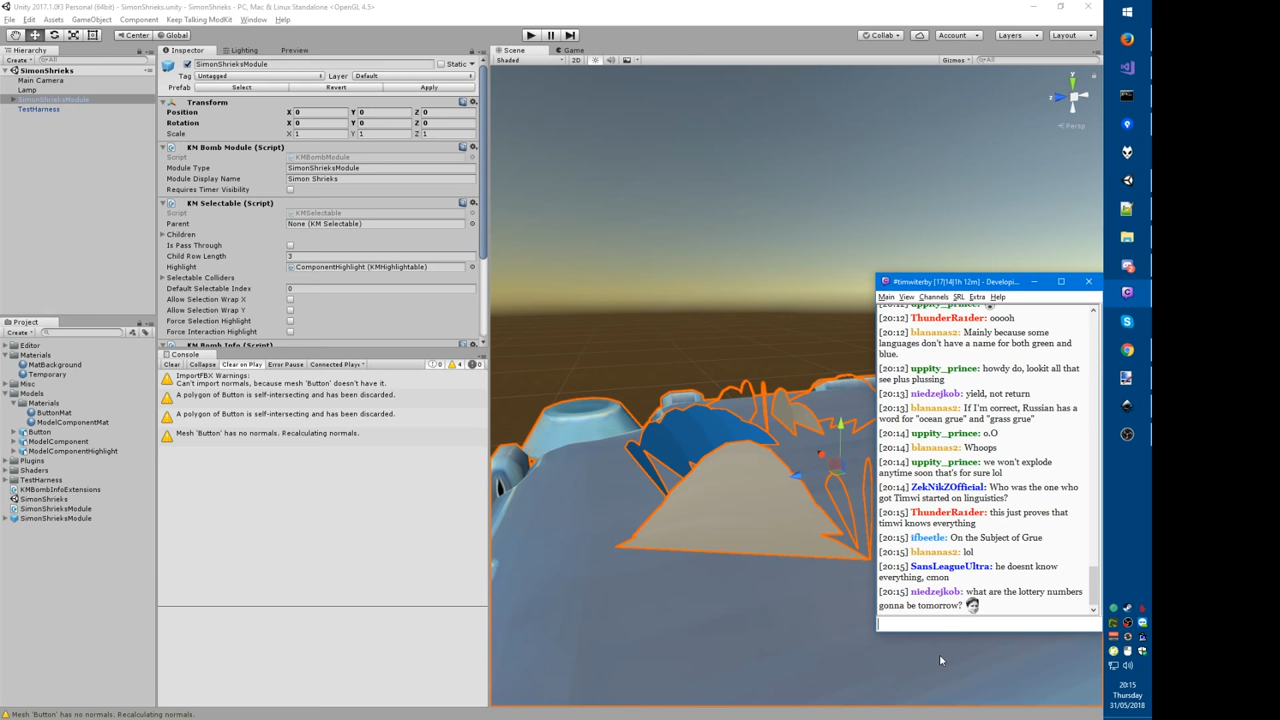 Unity 2017.1.0f3 Personal (64bit) - SimonShrieks.unity - SimonShrieks - PC, Mac & Linux Standalone <OpenGL 4.5>
File Edit Assets GameObject Component Keep Talking ModKit Window Help
Center Global
Collab Account Layers Layout
Hierarchy
Create All
SimonShrieks
Main Camera
Lamp
SimonShrieksModule
TestHarness
Project
Create
Editor
Materials
MatBackground
Temporary
Misc
Models
Materials
ButtonMat
ModelComponentMat
Button
ModelComponent
ModelComponentHighlight
Plugins
Shaders
TestHarness
KMBombInfoExtensions
SimonShrieks
SimonShrieksModule
SimonShrieksModule
Inspector Lighting Preview
SimonShrieksModule Static
Tag Untagged Layer Default
Prefab Select Revert Apply
Transform
Position X 0 Y 0 Z 0
Rotation X 0 Y 0 Z 0
Scale X 1 Y 1 Z 1
KM Bomb Module (Script)
Script KMBombModule
Module Type SimonShrieksModule
Module Display Name Simon Shrieks
Requires Timer Visibility
KM Selectable (Script)
Script KMSelectable
Parent None (KM Selectable)
Children
Is Pass Through
Child Row Length 3
Highlight ComponentHighlight (KMHighlightable)
Selectable Colliders
Default Selectable Index 0
Allow Selection Wrap X
Allow Selection Wrap Y
Force Selection Highlight
Force Interaction Highlight
KM Bomb Info (Script)
Console
Clear Collapse Clear on Play Error Pause Connected Play 0 4 0
ImportFBX Warnings:
Can't import normals, because mesh 'Button' doesn't have it.
A polygon of Button is self-intersecting and has been discarded.
A polygon of Button is self-intersecting and has been discarded.
Mesh 'Button' has no normals. Recalculating normals.
Scene Game
Shaded 2D Gizmos All
y
z
Persp
#timwiterby [17|14|1h 12m] - Developi...
Main View Channels SRL Extra Help
[20:12] uppity_prince:
[20:12] ThunderRa1der: ooooh
[20:12] blananas2: Mainly because some
languages don't have a name for both green and
blue.
[20:12] uppity_prince: howdy do, lookit all that
see plus plussing
[20:13] niedzejkob: yield, not return
[20:13] blananas2: If I'm correct, Russian has a
word for "ocean grue" and "grass grue"
[20:14] uppity_prince: o.O
[20:14] blananas2: Whoops
[20:14] uppity_prince: we won't explode
anytime soon that's for sure lol
[20:14] ZekNikZOfficial: Who was the one who
got Timwi started on linguistics?
[20:15] ThunderRa1der: this just proves that
timwi knows everything
[20:15] ifbeetle: On the Subject of Grue
[20:15] blananas2: lol
[20:15] SansLeagueUltra: he doesnt know
everything, cmon
[20:15] niedzejkob: what are the lottery numbers
gonna be tomorrow?
20:15
Thursday
31/05/2018
Mesh 'Button' has no normals. Recalculating normals.